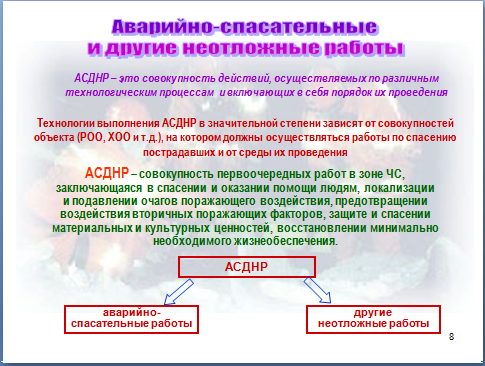 Аварийно-спасательные
и другие неотложные работы
АСДНР – это совокупность действий, осуществляемых по различным
технологическим процессам и включающих в себя порядок их проведения
Технологии выполнения АСДНР в значительной степени зависят от совокупностей
объекта (РОО, ХОО и т.д.), на котором должны осуществляться работы по спасению
пострадавших и от среды их проведения
АСДНР – совокупность первоочередных работ в зоне ЧС,
заключающаяся в спасении и оказании помощи людям, локализации
и подавлении очагов поражающего воздействия, предотвращении
воздействия вторичных поражающих факторов, защите и спасении
материальных и культурных ценностей, восстановлении минимально
необходимого жизнеобеспечения.
АСДНР
аварийно-
спасательные работы
другие
неотложные работы
8